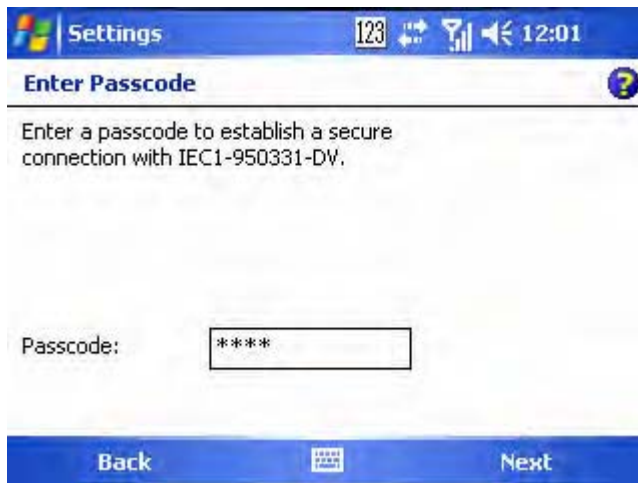 Settings 123 12:01
Enter Passcode ?
Enter a passcode to establish a secure
connection with IEC1-950331-DV.
Passcode: ****
Back Next